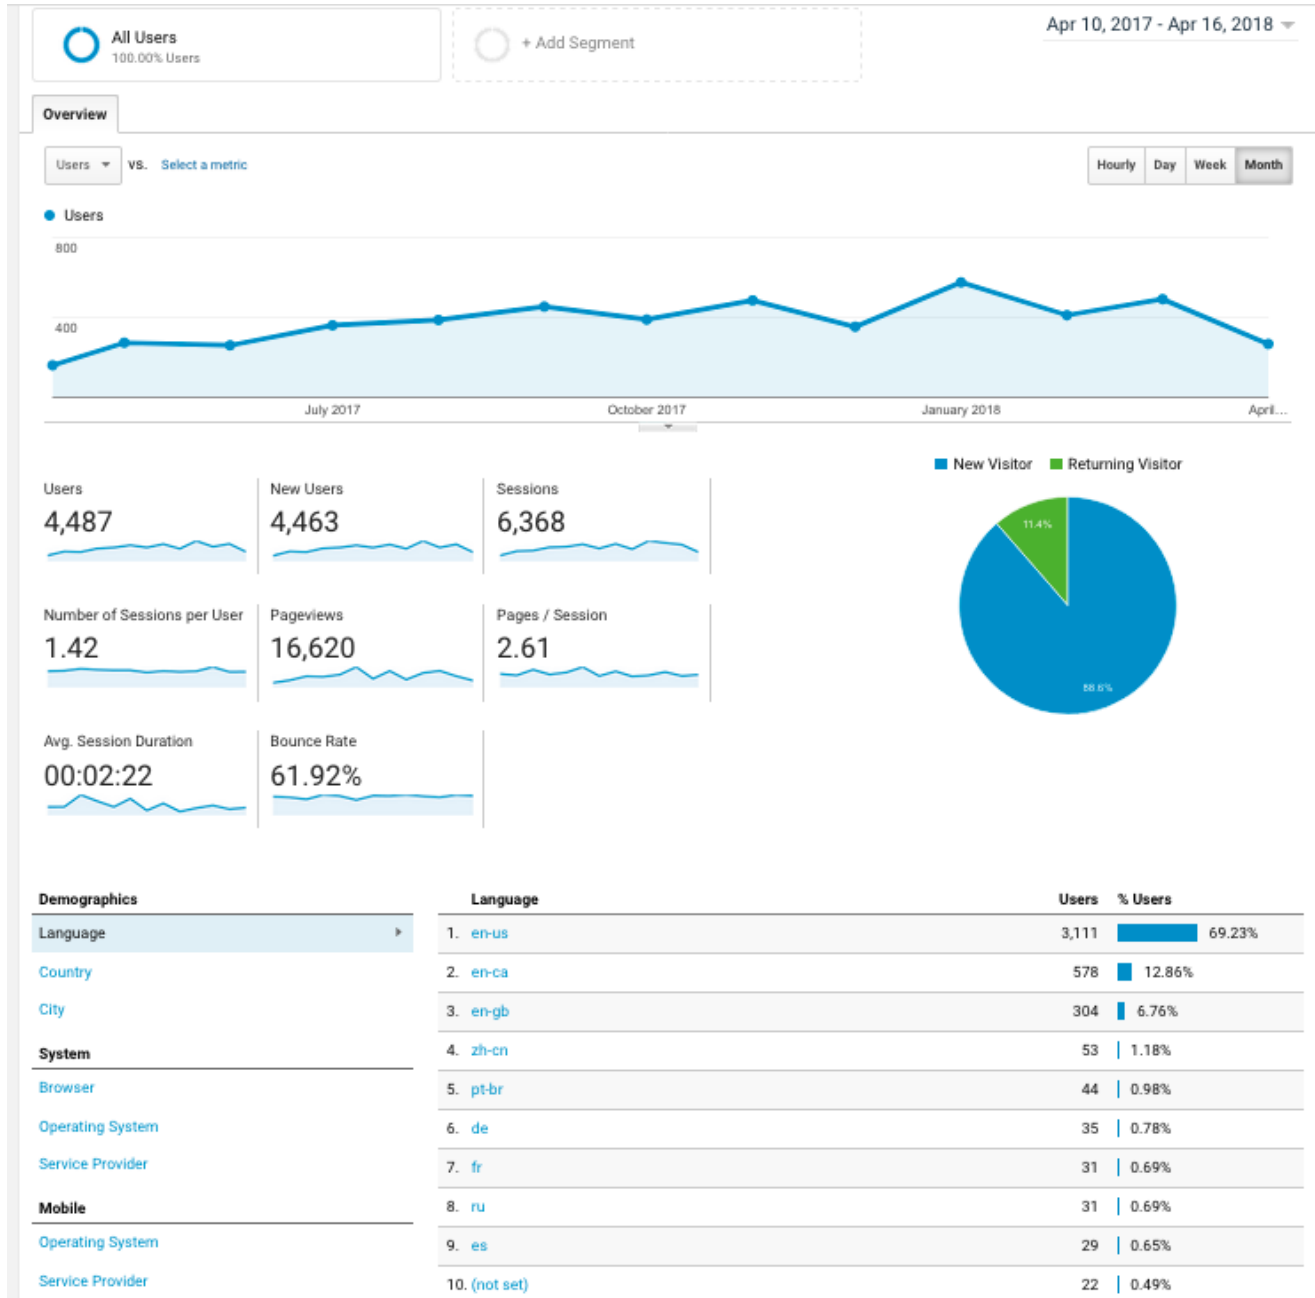 All Users
100.00% Users
+ Add Segment
Apr 10, 2017 - Apr 16, 2018
Overview
Users VS. Select a metric
Hourly Day Week Month
Users
800
400
July 2017 October 2017 January 2018 April...
New Visitor Returning Visitor
Users New Users Sessions
4,487 4,463 6,368
11.4%
Number of Sessions per User Pageviews Pages / Session
1.42 16,620 2.61
88.6%
Avg. Session Duration Bounce Rate
00:02:22 61.92%
Demographics
Language
Country
City
System
Browser
Operating System
Service Provider
Mobile
Operating System
Service Provider
Language Users % Users
1. en-us 3,111 69.23%
2. en-ca 578 12.86%
3. en-gb 304 6.76%
4. zh-cn 53 1.18%
5. pt-br 44 0.98%
6. de 35 0.78%
7. fr 31 0.69%
8. ru 31 0.69%
9. es 29 0.65%
10. (not set) 22 0.49%